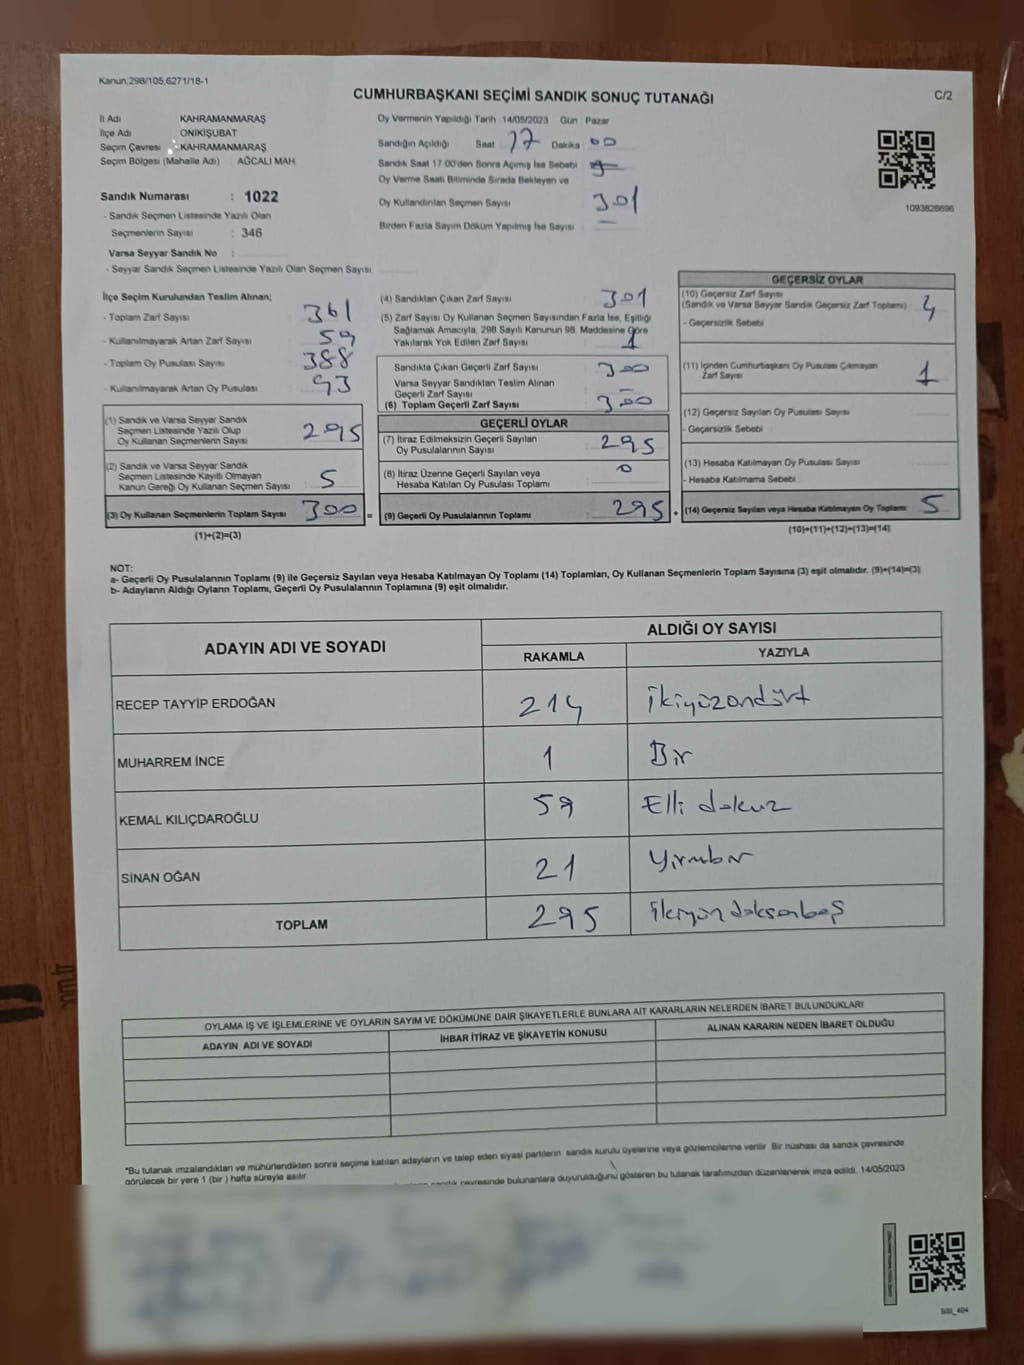 Kanun,298/105,6271/18-1
CUMHURBAŞKANI SEÇİMİ SANDIK SONUÇ TUTANAĞI
C/2
İl Adı KAHRAMANMARAŞ
İlçe Adı ONİKİŞUBAT
Seçim Çevresi : KAHRAMANMARAŞ
Seçim Bölgesi (Mahalle Adı) : AĞCALI MAH.
Sandık Numarası : 1022
- Sandık Seçmen Listesinde Yazılı Olan
Seçmenlerin Sayısı : 346
Varsa Seyyar Sandık No :
- Seyyar Sandık Seçmen Listesinde Yazılı Olan Seçmen Sayısı
Oy Vermenin Yapıldığı Tarih 14/05/2023 Gün Pazar
Sandığın Açıldığı Saat 17 Dakika 00
Sandık Saat 17:00'den Sonra Açımış İse Sebebi
Oy Verme Saati Bitiminde Sırada Bekleyen ve
Oy Kullandırılan Seçmen Sayısı 301
Birden Fazla Sayım Döküm Yapılmış İse Sayısı —
1093826696
İlçe Seçim Kurulundan Teslim Alınan;
- Toplam Zarf Sayısı 361
- Kullanılmayarak Artan Zarf Sayısı 59
- Toplam Oy Pusulası Sayısı 388
- Kullanılmayarak Artan Oy Pusulası 93
(1) Sandık ve Varsa Seyyar Sandık
Seçmen Listesinde Yazılı Olup
Oy Kullanan Seçmenlerin Sayısı 295
(2) Sandık ve Varsa Seyyar Sandık
Seçmen Listesinde Kayıtlı Olmayan
Kanun Gereği Oy Kullanan Seçmen Sayısı 5
(3) Oy Kullanan Seçmenlerin Toplam Sayısı 300 =
(1)+(2)=(3)
(4) Sandıktan Çıkan Zarf Sayısı 301
(5) Zarf Sayısı Oy Kullanan Seçmen Sayısından Fazla İse, Eşitliği
Sağlamak Amacıyla, 298 Sayılı Kanunun 98. Maddesine Göre
Yakılarak Yok Edilen Zarf Sayısı 1
Sandıkta Çıkan Geçerli Zarf Sayısı 300
Varsa Seyyar Sandıktan Teslim Alınan
Geçerli Zarf Sayısı —
(6) Toplam Geçerli Zarf Sayısı 300
GEÇERLİ OYLAR
(7) İtiraz Edilmeksizin Geçerli Sayılan
Oy Pusulalarının Sayısı 295
(8) İtiraz Üzerine Geçerli Sayılan veya
Hesaba Katılan Oy Pusulası Toplamı 0
(9) Geçerli Oy Pusulalarının Toplamı 295 +
GEÇERSİZ OYLAR
(10) Geçersiz Zarf Sayısı
(Sandık ve Varsa Seyyar Sandık Geçersiz Zarf Toplamı) 4
- Geçersizlik Sebebi
(11) İçinden Cumhurbaşkanı Oy Pusulası Çıkmayan
Zarf Sayısı 1
(12) Geçersiz Sayılan Oy Pusulası Sayısı
- Geçersizlik Sebebi
(13) Hesaba Katılmayan Oy Pusulası Sayısı
- Hesaba Katılmama Sebebi
(14) Geçersiz Sayılan veya Hesaba Katılmayan Oy Toplamı 5
(10)+(11)+(12)+(13)=(14)
NOT:
a- Geçerli Oy Pusulalarının Toplamı (9) ile Geçersiz Sayılan veya Hesaba Katılmayan Oy Toplamı (14) Toplamları, Oy Kullanan Seçmenlerin Toplam Sayısına (3) eşit olmalıdır. (9)+(14)=(3)
b- Adayların Aldığı Oyların Toplamı, Geçerli Oy Pusulalarının Toplamına (9) eşit olmalıdır.
ADAYIN ADI VE SOYADI
ALDIĞI OY SAYISI
RAKAMLA YAZIYLA
RECEP TAYYİP ERDOĞAN 214 ikiyüzondört
MUHARREM İNCE 1 Bir
KEMAL KILIÇDAROĞLU 59 Elli dokuz
SİNAN OĞAN 21 Yirmibir
TOPLAM 295 ikiyüzdoksanbeş
OYLAMA İŞ VE İŞLEMLERİNE VE OYLARIN SAYIM VE DÖKÜMÜNE DAİR ŞİKAYETLERLE BUNLARA AİT KARARLARIN NELERDEN İBARET BULUNDUKLARI
ADAYIN ADI VE SOYADI İHBAR İTİRAZ VE ŞİKAYETİN KONUSU ALINAN KARARIN NEDEN İBARET OLDUĞU
*Bu tutanak imzalandıktan ve mühürlendikten sonra seçime katılan adayların ve talep eden siyasi partilerin sandık kurulu üyelerine veya gözlemcilerine verilir. Bir nüshası da sandık çevresinde
görülecek bir yere 1 (bir ) hafta süreyle asılır.
çevresinde bulunanlara duyurulduğunu gösteren bu tutanak tarafımızdan düzenlenerek imza edildi. 14/05/2023